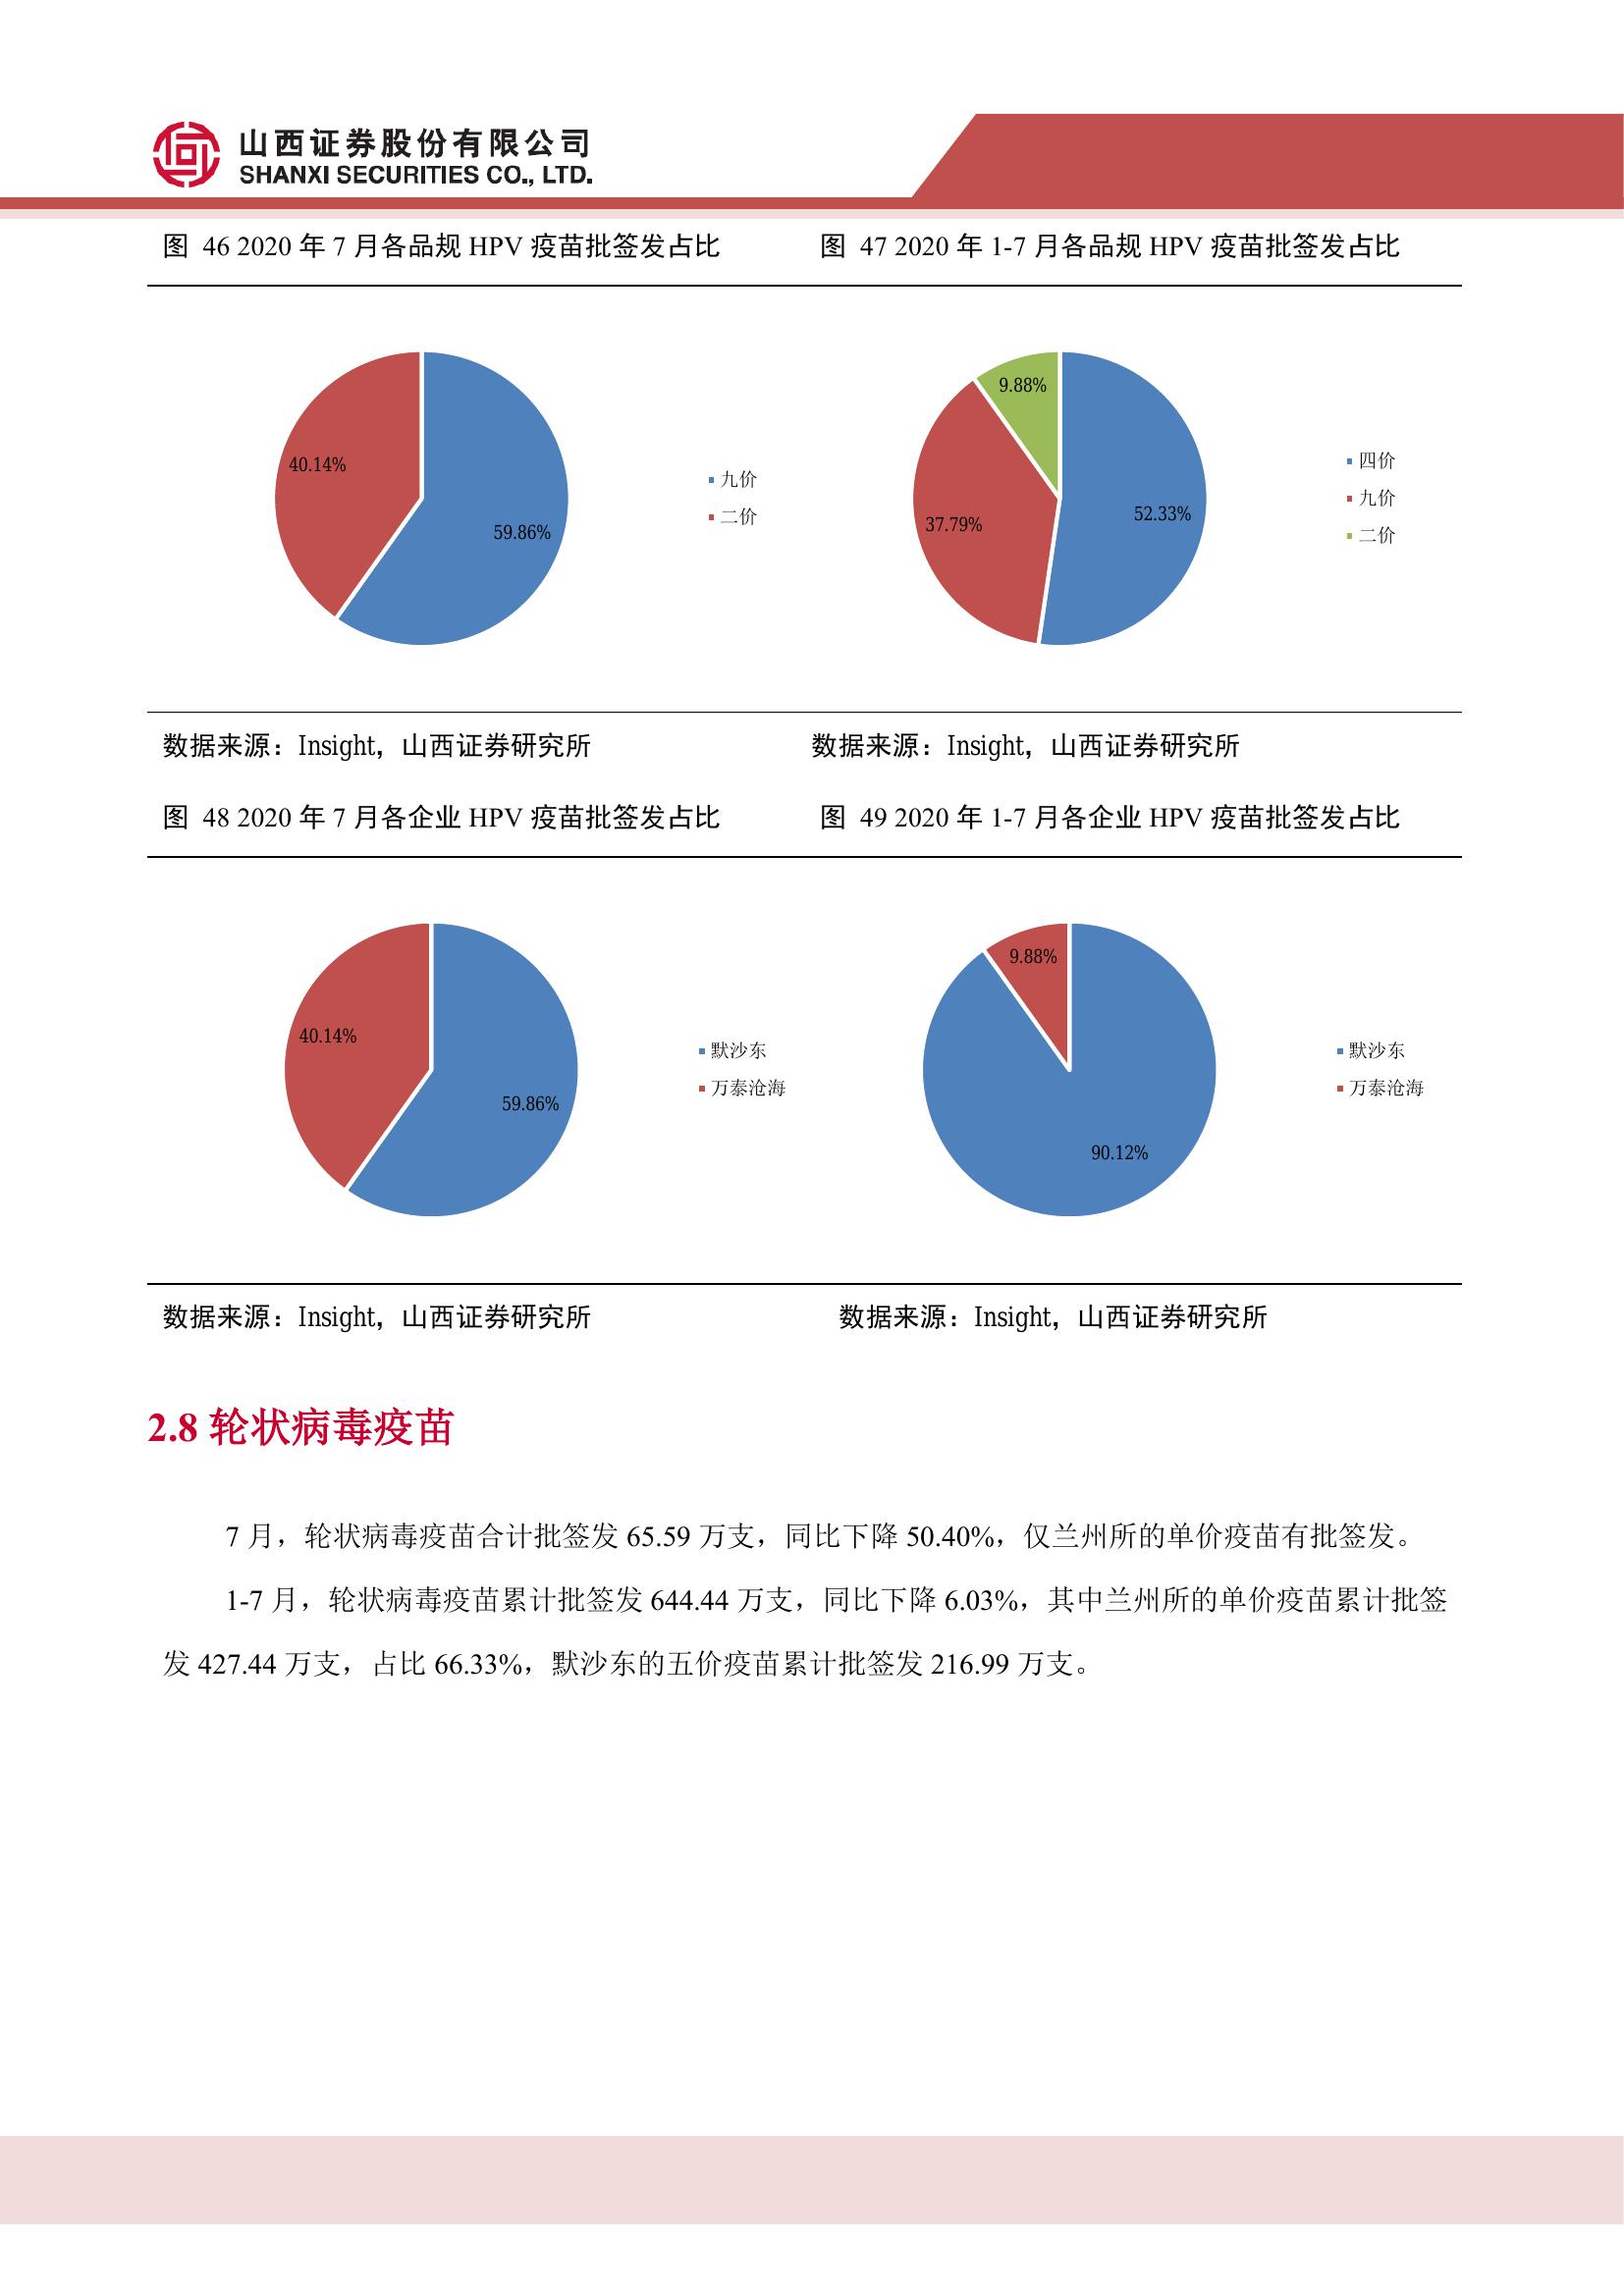 山西证券股份有限公司
SHANXI SECURITIES CO., LTD.
图 46 2020 年 7 月各品规 HPV 疫苗批签发占比
图 47 2020 年 1-7 月各品规 HPV 疫苗批签发占比
40.14%
59.86%
九价
二价
9.88%
37.79%
52.33%
四价
九价
二价
数据来源：Insight，山西证券研究所
数据来源：Insight，山西证券研究所
图 48 2020 年 7 月各企业 HPV 疫苗批签发占比
图 49 2020 年 1-7 月各企业 HPV 疫苗批签发占比
40.14%
59.86%
默沙东
万泰沧海
9.88%
90.12%
默沙东
万泰沧海
数据来源：Insight，山西证券研究所
数据来源：Insight，山西证券研究所
2.8 轮状病毒疫苗
7 月，轮状病毒疫苗合计批签发 65.59 万支，同比下降 50.40%，仅兰州所的单价疫苗有批签发。
1-7 月，轮状病毒疫苗累计批签发 644.44 万支，同比下降 6.03%，其中兰州所的单价疫苗累计批签
发 427.44 万支，占比 66.33%，默沙东的五价疫苗累计批签发 216.99 万支。